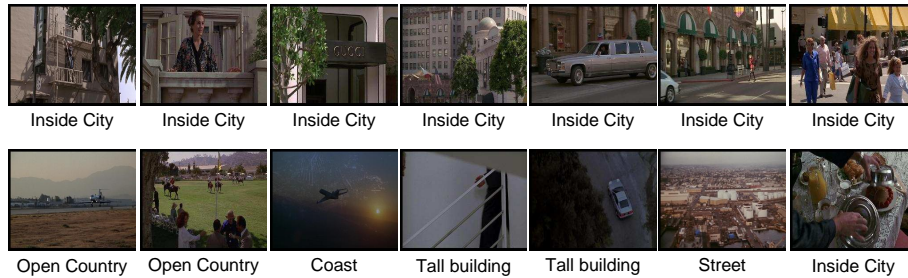 GUCCI
Inside City Inside City Inside City Inside City Inside City Inside City Inside City
Open Country Open Country Coast Tall building Tall building Street Inside City